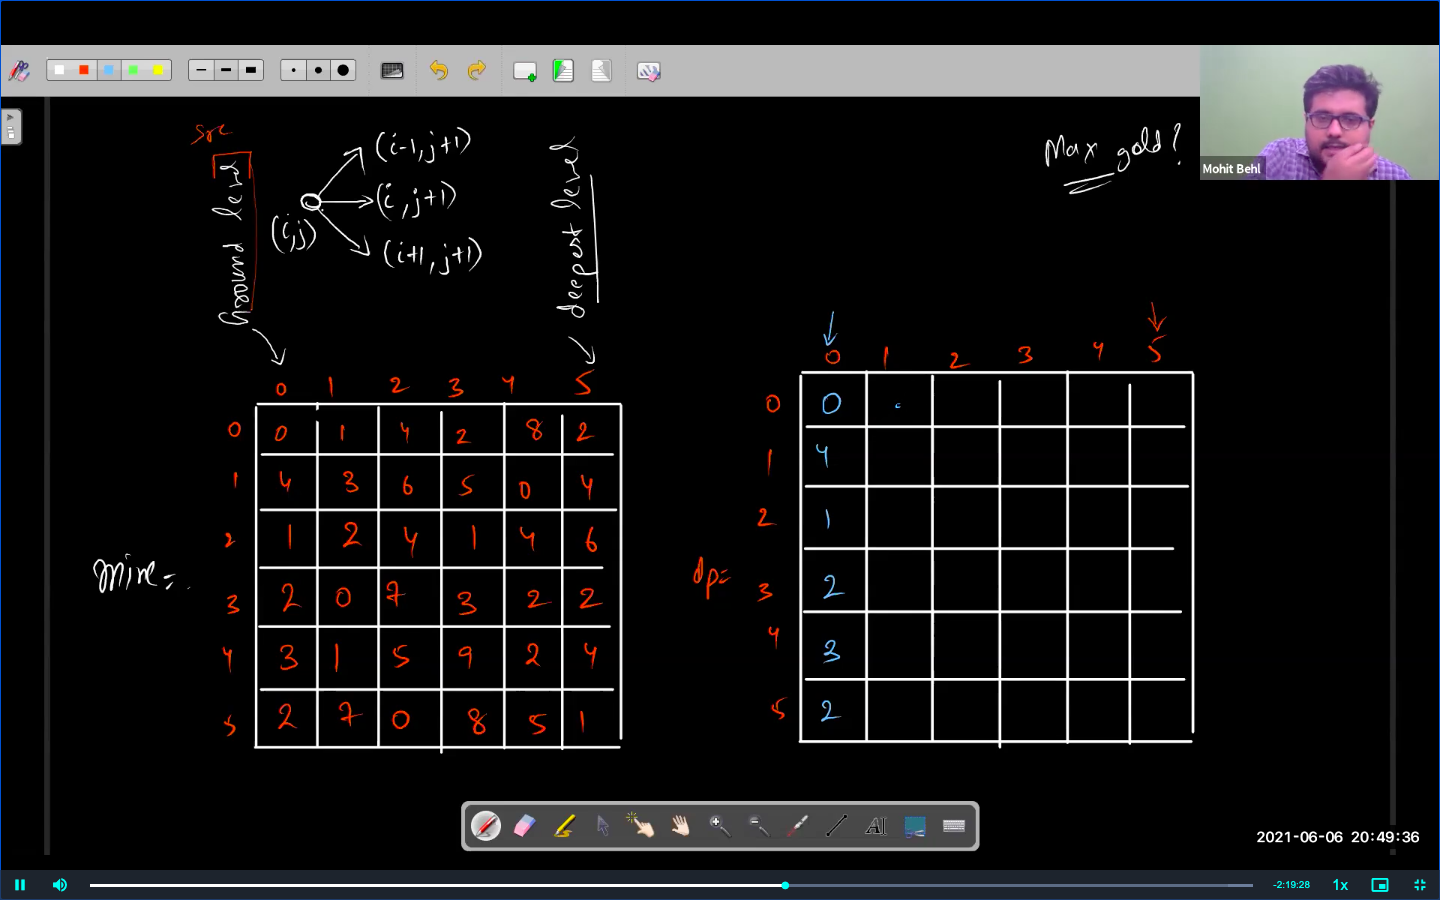 src
Ground level
(i,j)
(i-1, j+1)
(i, j+1)
(i+1, j+1)
deepest level
Max gold?
Mohit Behl
0 1 2 3 4 5
0 0 1 4 2 8 2
1 4 3 6 5 0 4
2 1 2 4 1 4 6
mine=
3 2 0 7 3 2 2
4 3 1 5 9 2 4
5 2 7 0 8 5 1
0 1 2 3 4 5
0 0
1 4
2 1
dp=
3 2
4 3
5 2
AI
2021-06-06 20:49:36
-2:19:28
1x